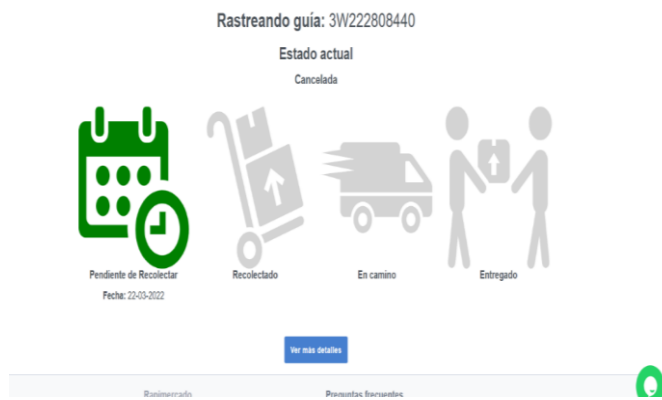 Rastreando guía: 3W222808440
Estado actual
Cancelada
Pendiente de Recolectar
Recolectado
En camino
Entregado
Fecha: 22-03-2022
Ver más detalles
Rapimercado
Preguntas frecuentes